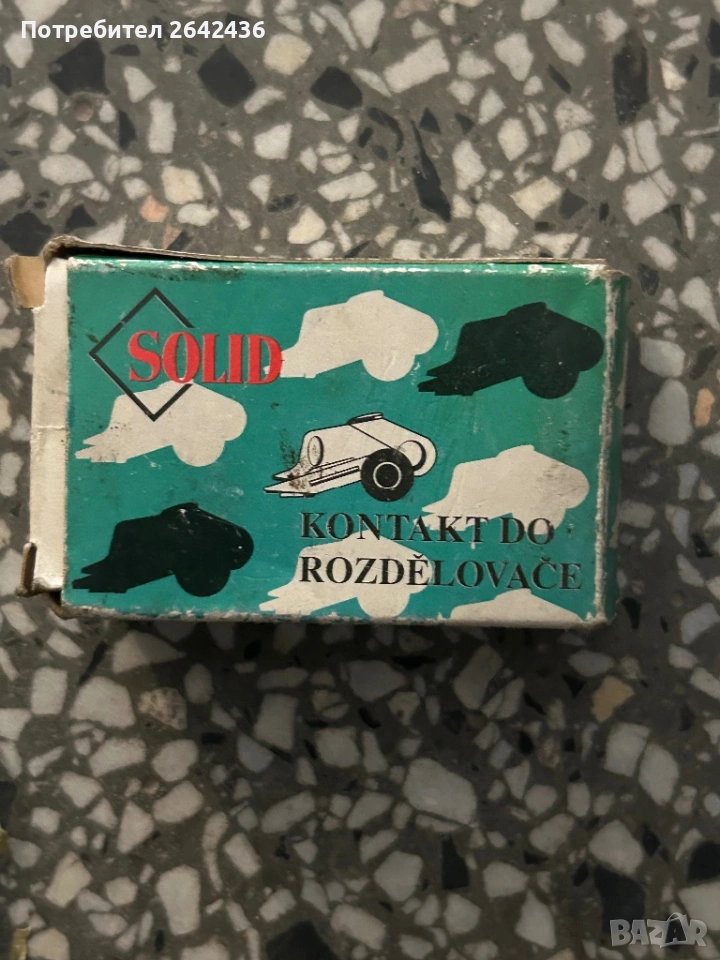 Потребител 2642436
SOLID
KONTAKT DO
ROZDĚLOVAČE
BAZAR